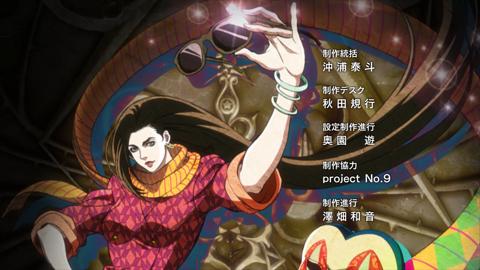 制作統括
沖浦泰斗
制作デスク
秋田規行
設定制作進行
奥園 遊
制作協力
project No.9
制作進行
澤畑和音